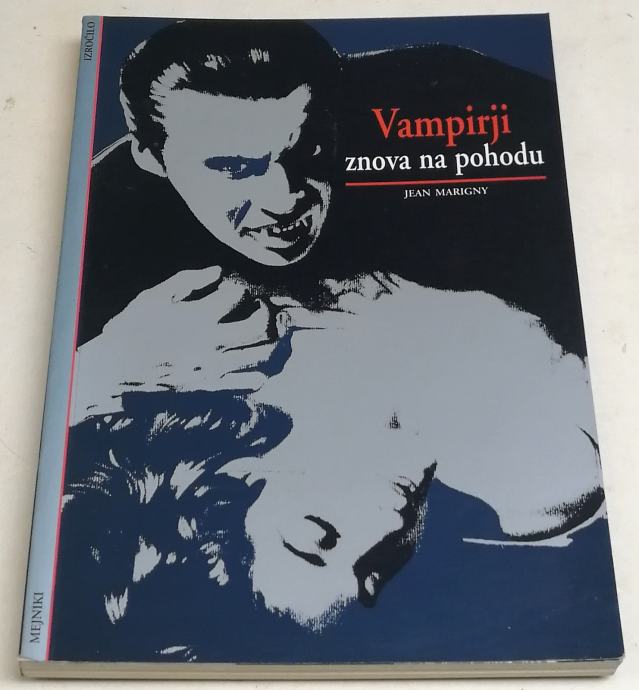 IZROČILO
Vampirji
znova na pohodu
JEAN MARIGNY
MEJNIKI